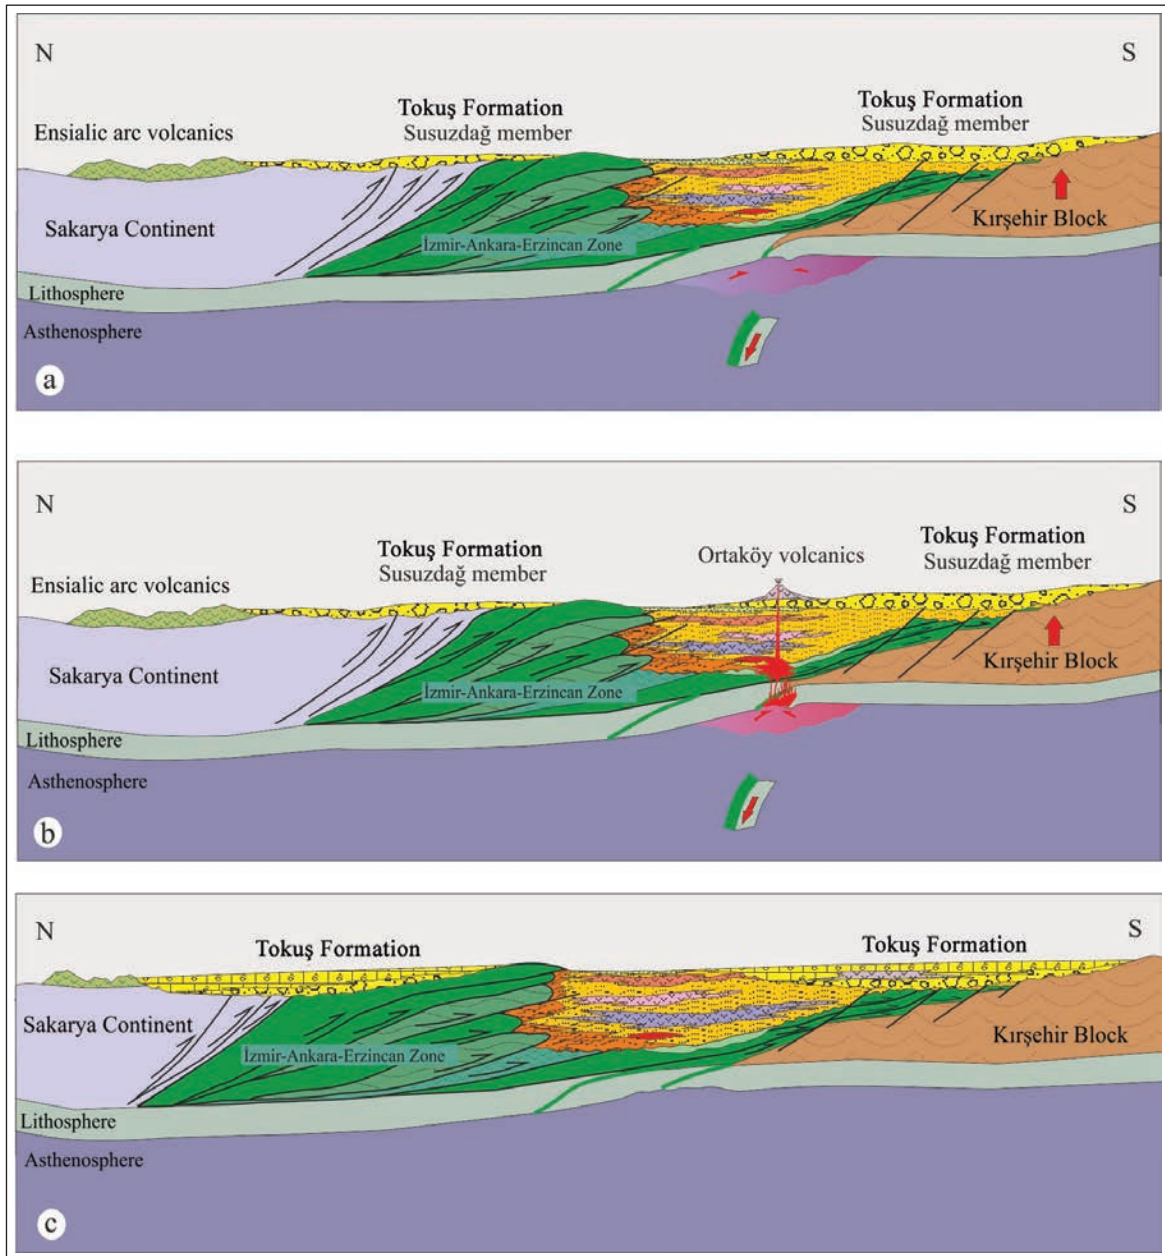 N
S
Tokuş Formation
Susuzdağ member
Tokuş Formation
Susuzdağ member
Ensialic arc volcanics
Sakarya Continent
İzmir-Ankara-Erzincan Zone
Kırşehir Block
Lithosphere
Asthenosphere
a
N
S
Tokuş Formation
Susuzdağ member
Ortaköy volcanics
Tokuş Formation
Susuzdağ member
Ensialic arc volcanics
Sakarya Continent
İzmir-Ankara-Erzincan Zone
Kırşehir Block
Lithosphere
Asthenosphere
b
N
S
Tokuş Formation
Tokuş Formation
Sakarya Continent
İzmir-Ankara-Erzincan Zone
Kırşehir Block
Lithosphere
Asthenosphere
c